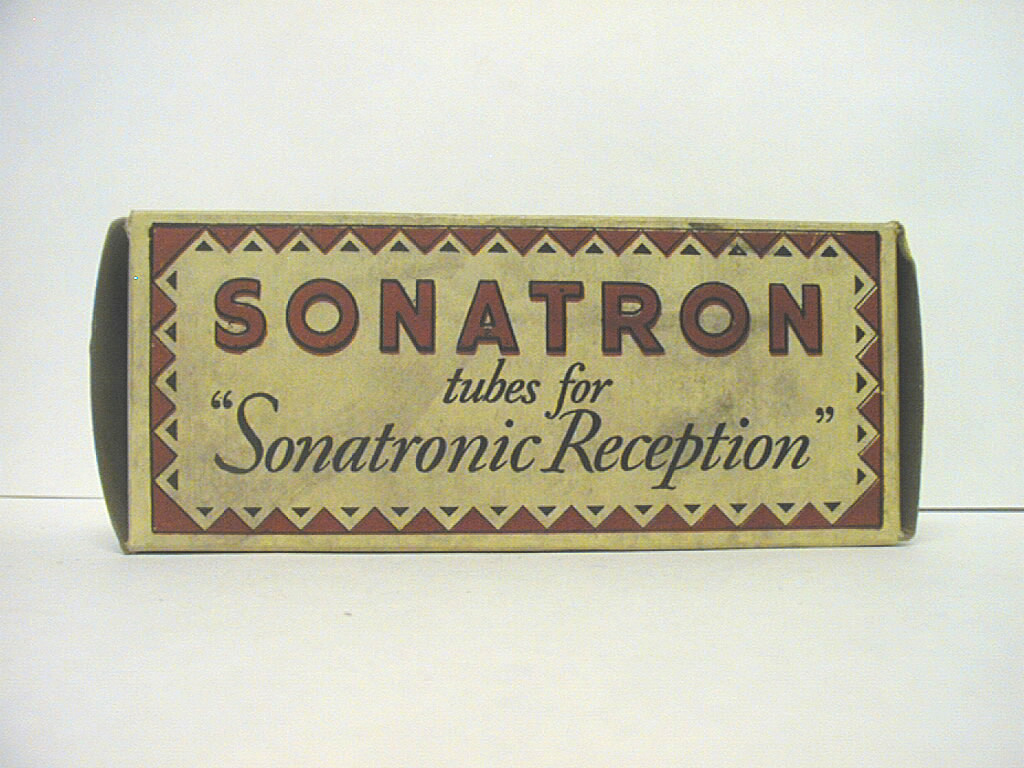 SONATRON
tubes for
“Sonatronic Reception”